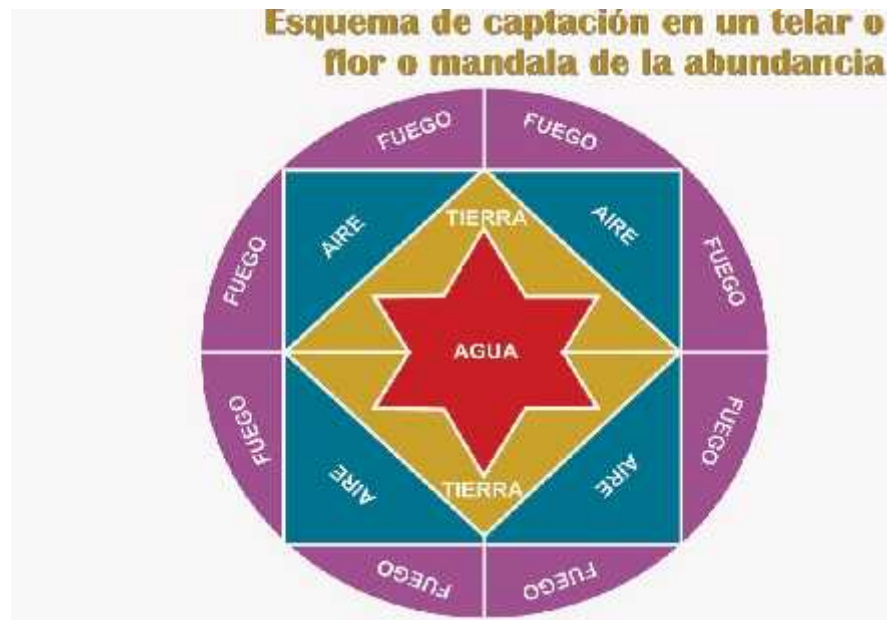 Esquema de captación en un telar o
flor o mandala de la abundancia
FUEGO
FUEGO
AIRE
TIERRA
AIRE
FUEGO
FUEGO
AGUA
FUEGO
FUEGO
AIRE
TIERRA
AIRE
FUEGO
FUEGO